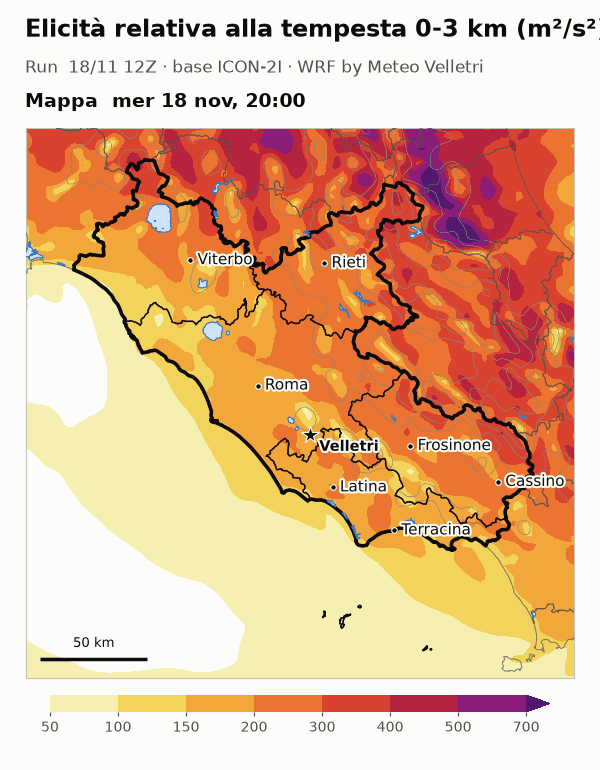 Elicità relativa alla tempesta 0-3 km (m²/s²)
Run 18/11 12Z · base ICON-2I · WRF by Meteo Velletri
Mappa mer 18 nov, 20:00
Viterbo
Rieti
Roma
Velletri
Frosinone
Cassino
Latina
Terracina
50 km
50 100 150 200 300 400 500 700